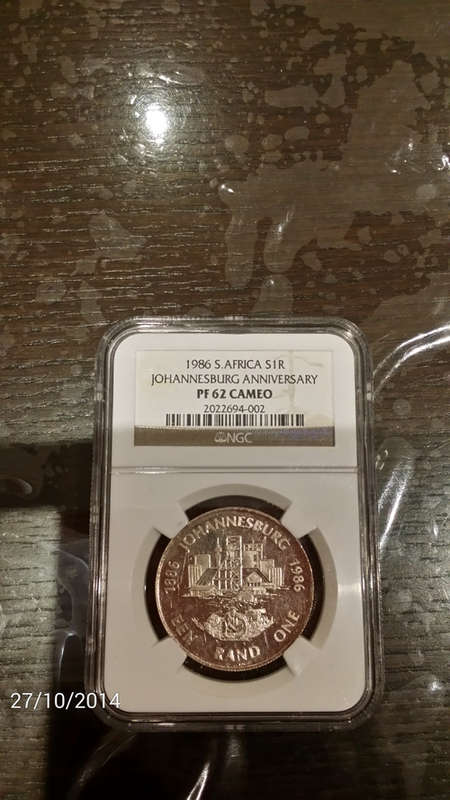 1986 S.AFRICA S1R
JOHANNESBURG ANNIVERSARY
PF 62 CAMEO
2022694-002
NGC
JOHANNESBURG
1886 1986
EEN RAND ONE
27/10/2014